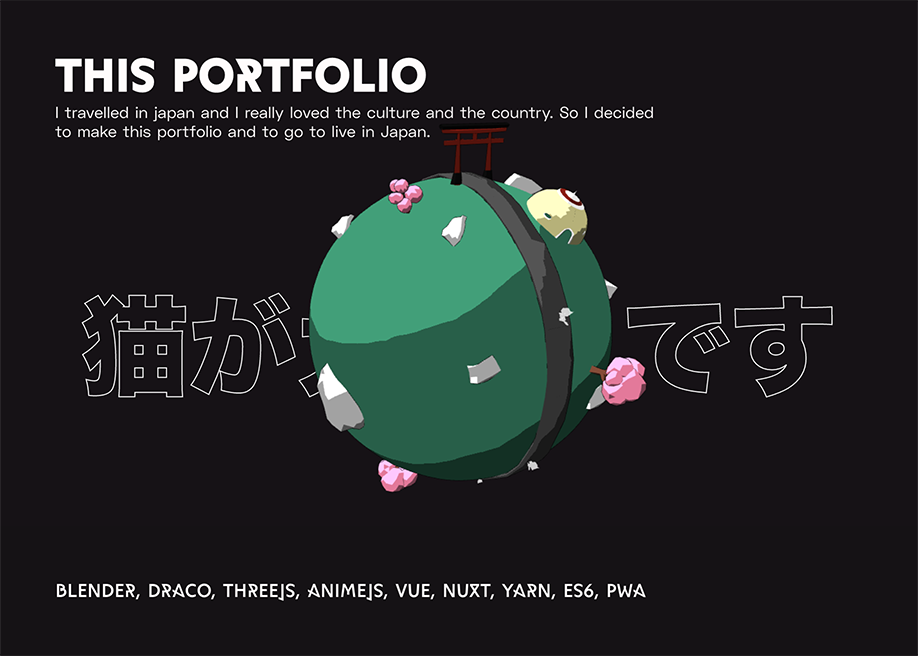 THIS PORTFOLIO
I travelled in japan and I really loved the culture and the country. So I decided
to make this portfolio and to go to live in Japan.
猫が です
BLENDER, DRACO, THREEJS, ANIMEJS, VUE, NUXT, YARN, ES6, PWA